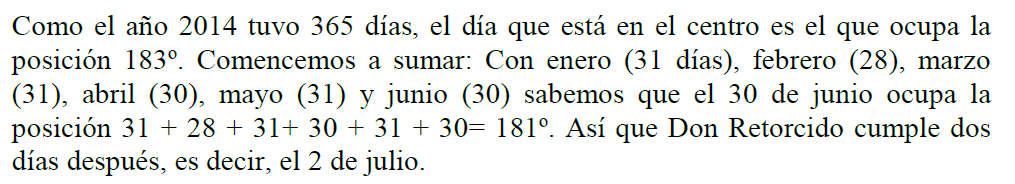 Como el año 2014 tuvo 365 días, el día que está en el centro es el que ocupa la
posición 183º. Comencemos a sumar: Con enero (31 días), febrero (28), marzo
(31), abril (30), mayo (31) y junio (30) sabemos que el 30 de junio ocupa la
posición 31 + 28 + 31+ 30 + 31 + 30= 181º. Así que Don Retorcido cumple dos
días después, es decir, el 2 de julio.